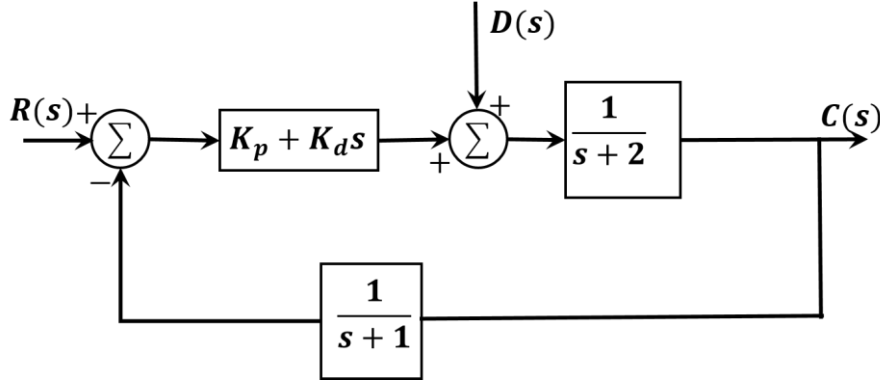 D(s)
R(s) + Σ K_p + K_d s + + Σ 1/(s + 2) C(s)
−
1/(s + 1)